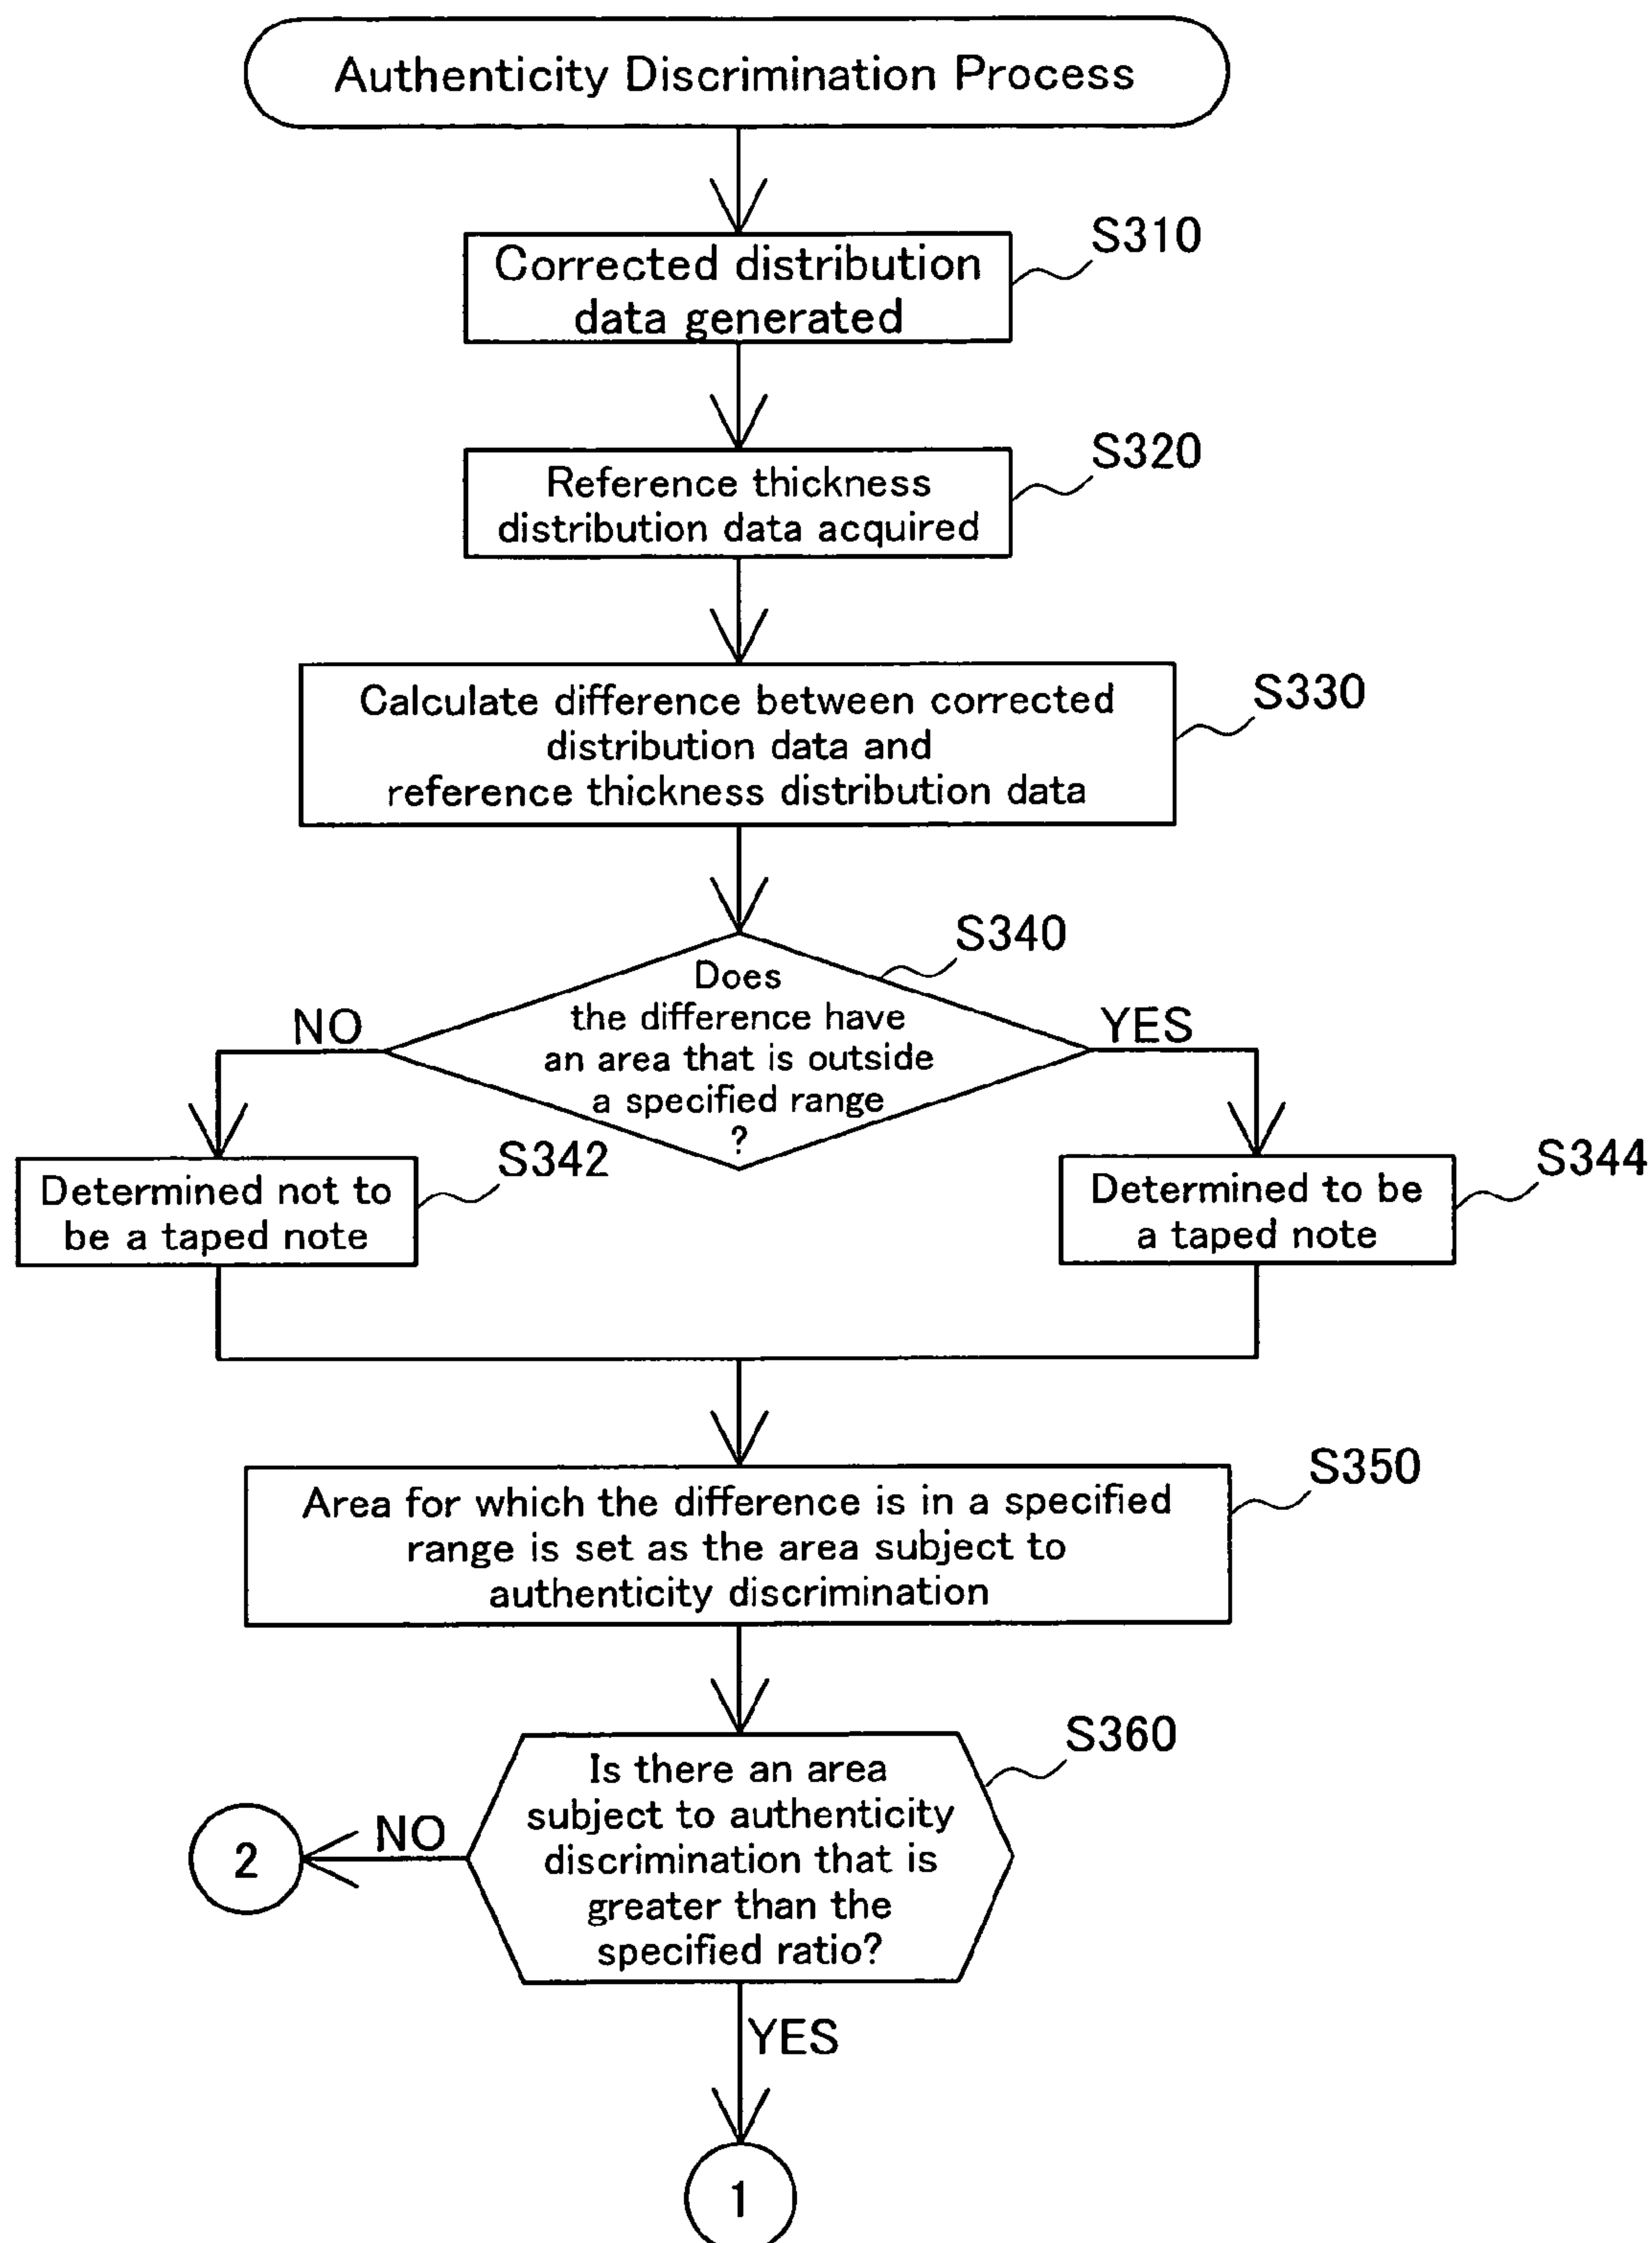 Authenticity Discrimination Process
S310
Corrected distribution
data generated
S320
Reference thickness
distribution data acquired
S330
Calculate difference between corrected
distribution data and
reference thickness distribution data
S340
Does
the difference have
an area that is outside
a specified range
?
NO
YES
S342
Determined not to
be a taped note
S344
Determined to be
a taped note
S350
Area for which the difference is in a specified
range is set as the area subject to
authenticity discrimination
S360
Is there an area
subject to authenticity
discrimination that is
greater than the
specified ratio?
NO
2
YES
1